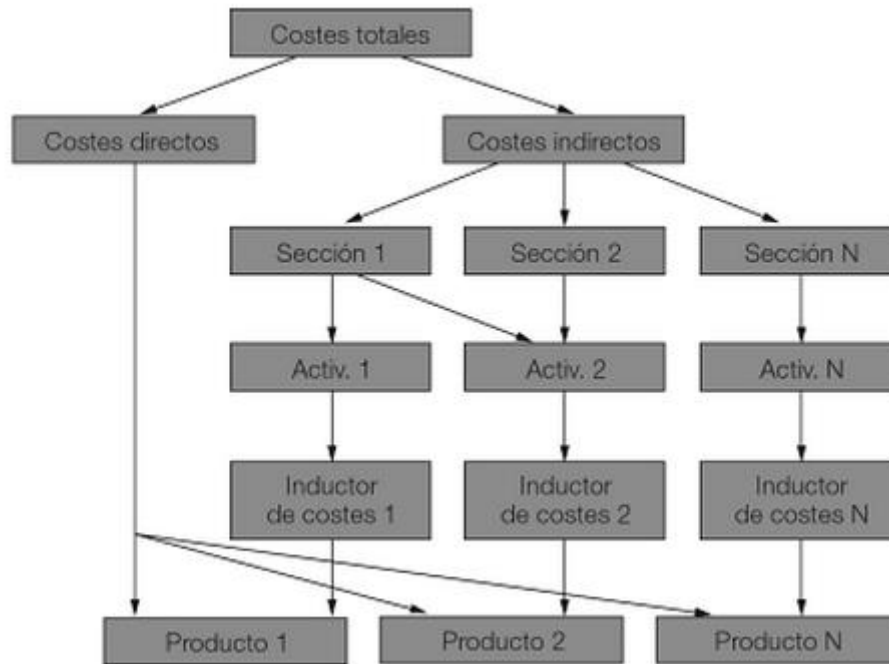 Costes totales
Costes directos
Costes indirectos
Sección 1
Sección 2
Sección N
Activ. 1
Activ. 2
Activ. N
Inductor
de costes 1
Inductor
de costes 2
Inductor
de costes N
Producto 1
Producto 2
Producto N